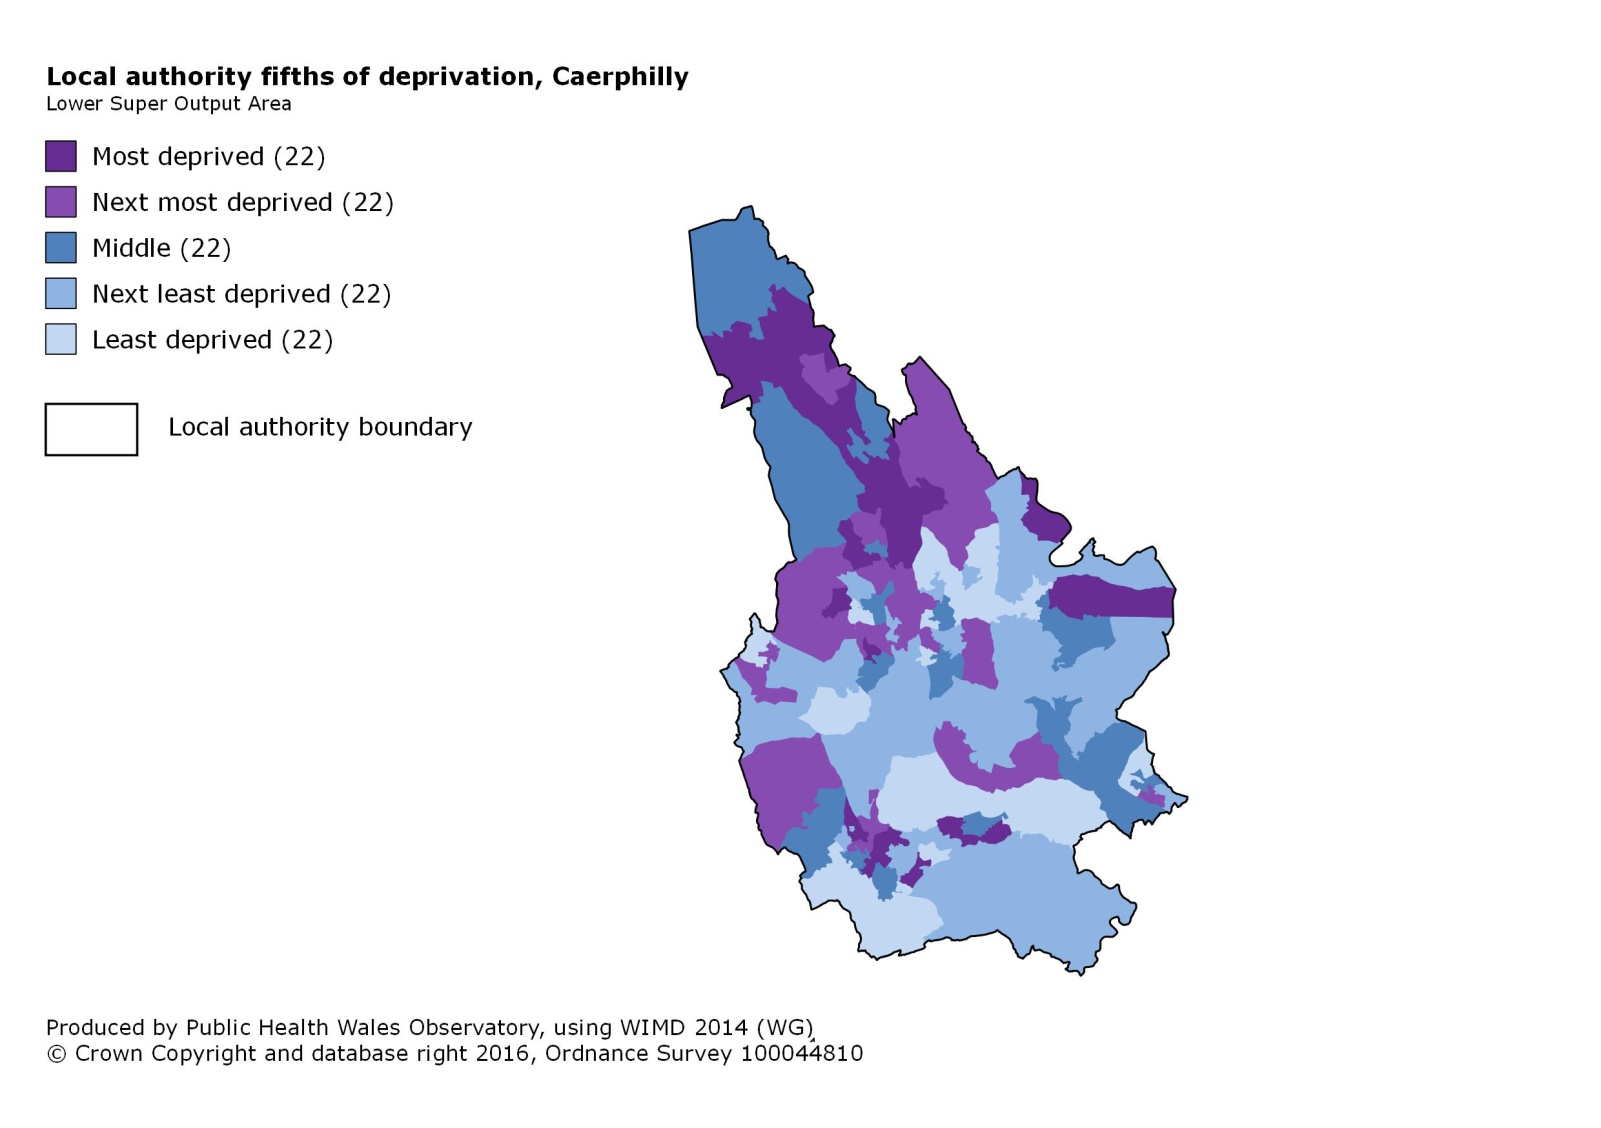 Local authority fifths of deprivation, Caerphilly
Lower Super Output Area
Most deprived (22)
Next most deprived (22)
Middle (22)
Next least deprived (22)
Least deprived (22)
Local authority boundary
Produced by Public Health Wales Observatory, using WIMD 2014 (WG)
© Crown Copyright and database right 2016, Ordnance Survey 100044810